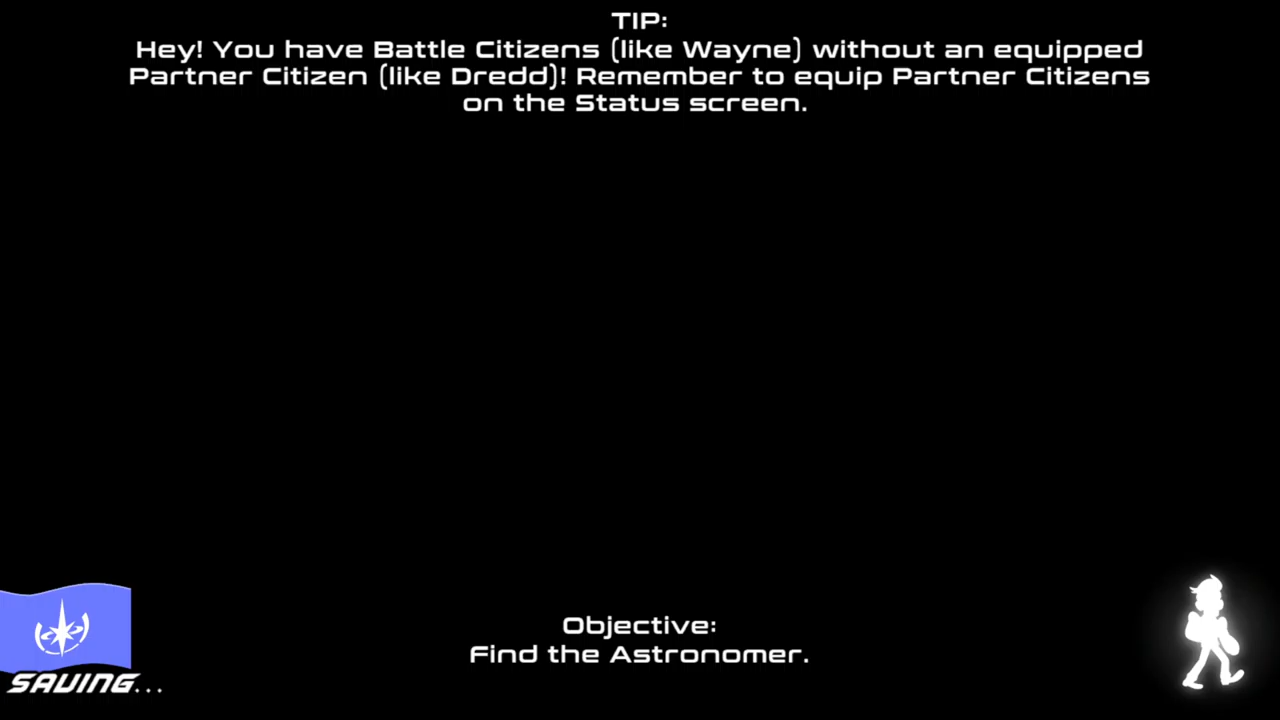 TIP:
Hey! You have Battle Citizens (like Wayne) without an equipped
Partner Citizen (like Dredd)! Remember to equip Partner Citizens
on the Status screen.
Objective:
Find the Astronomer.
SAVING...